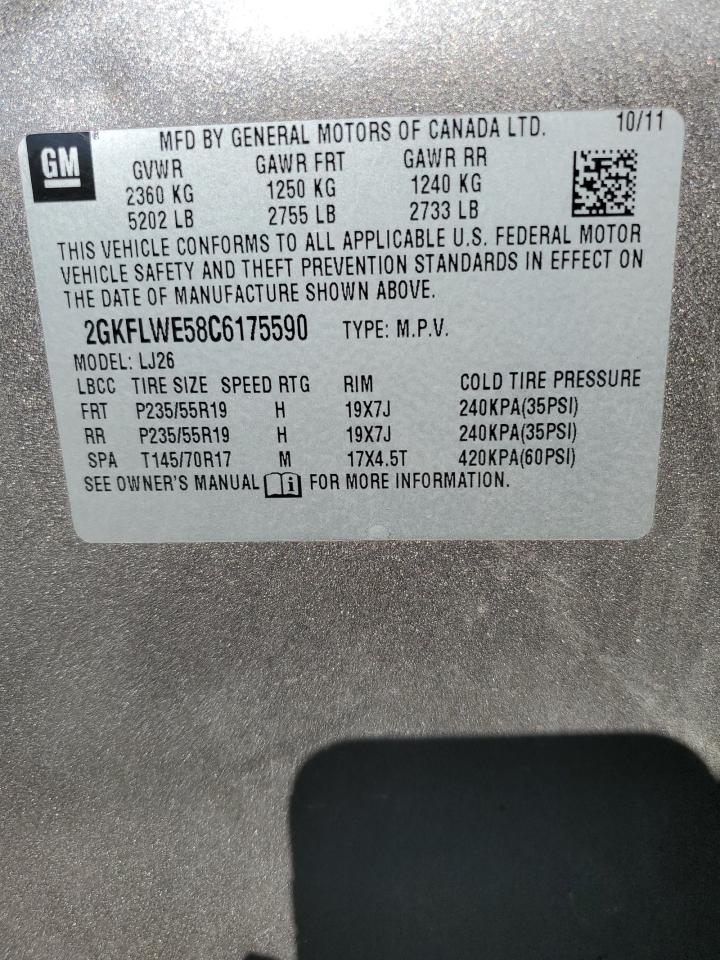 GM
MFD BY GENERAL MOTORS OF CANADA LTD. 10/11
GVWR GAWR FRT GAWR RR
2360 KG 1250 KG 1240 KG
5202 LB 2755 LB 2733 LB
THIS VEHICLE CONFORMS TO ALL APPLICABLE U.S. FEDERAL MOTOR
VEHICLE SAFETY AND THEFT PREVENTION STANDARDS IN EFFECT ON
THE DATE OF MANUFACTURE SHOWN ABOVE.
2GKFLWE58C6175590 TYPE: M.P.V.
MODEL: LJ26
LBCC TIRE SIZE SPEED RTG RIM COLD TIRE PRESSURE
FRT P235/55R19 H 19X7J 240KPA(35PSI)
RR P235/55R19 H 19X7J 240KPA(35PSI)
SPA T145/70R17 M 17X4.5T 420KPA(60PSI)
SEE OWNER'S MANUAL i FOR MORE INFORMATION.